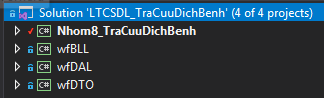 Solution 'LTCSDL_TraCuuDichBenh' (4 of 4 projects)
C# Nhom8_TraCuuDichBenh
C# wfBLL
C# wfDAL
C# wfDTO